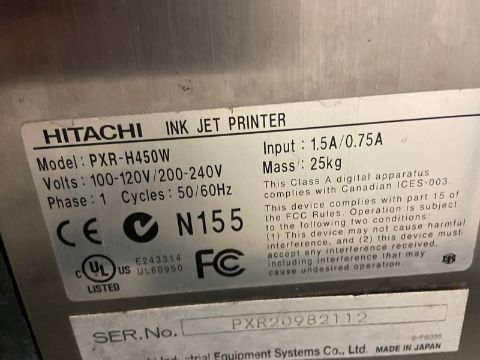 HITACHI INK JET PRINTER
Model: PXR-H450W
Volts: 100-120V/200-240V
Phase: 1 Cycles: 50/60Hz
Input: 1.5A/0.75A
Mass: 25kg
This Class A digital apparatus
complies with Canadian ICES-003.
This device complies with part 15 of
the FCC Rules. Operation is subject
to the following two conditions:
(1) This device may not cause harmful
interference, and (2) this device must
accept any interference received,
including interference that may
cause undesired operation.
CE N155
C UL US
LISTED
E243314
UL60950
FC
SER.No. PXR20982112
Industrial Equipment Systems Co., Ltd. MADE IN JAPAN